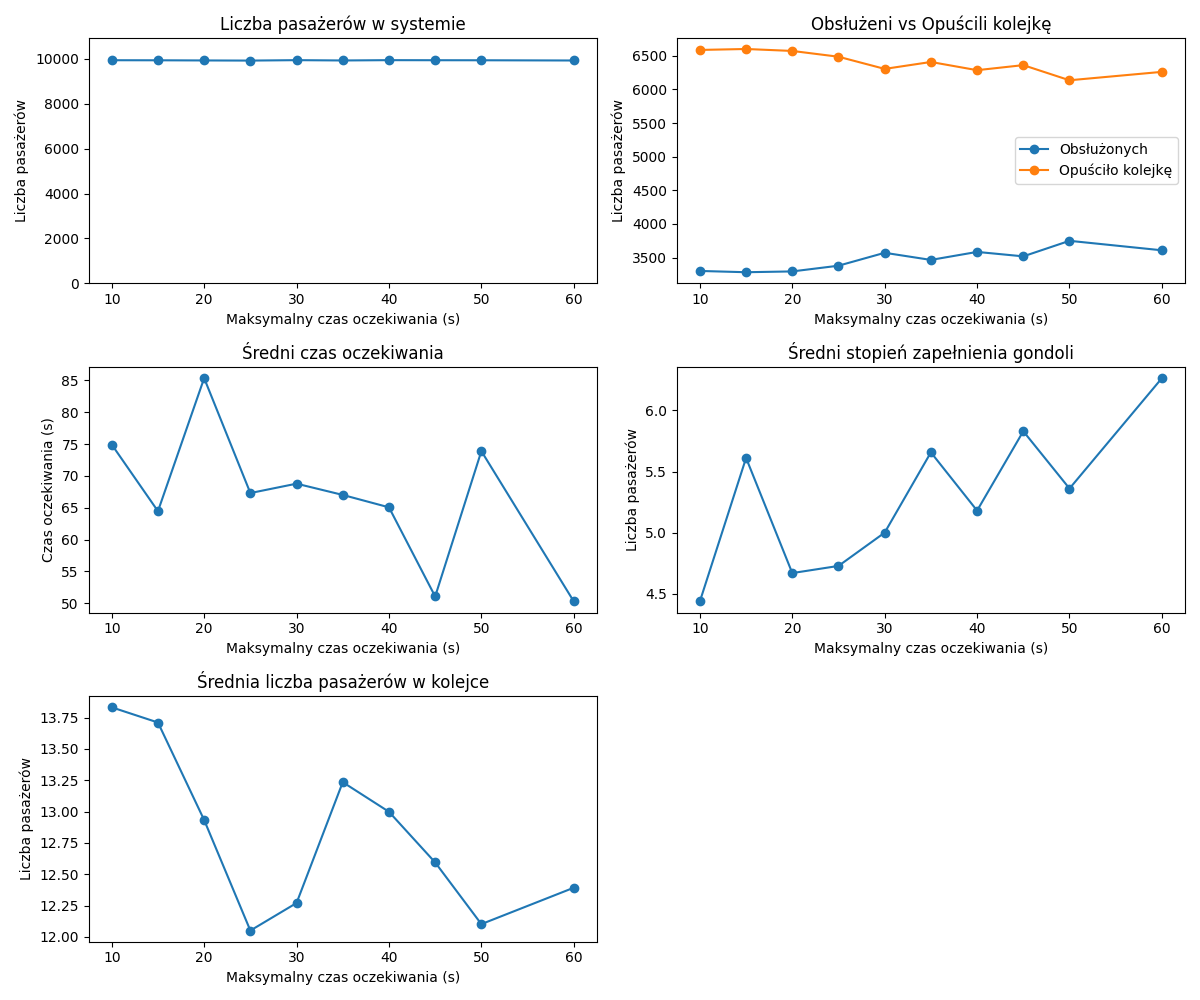 Liczba pasażerów w systemie
Liczba pasażerów
10000
8000
6000
4000
2000
0
10 20 30 40 50 60
Maksymalny czas oczekiwania (s)
Obsłużeni vs Opuścili kolejkę
Liczba pasażerów
6500
6000
5500
5000
4500
4000
3500
Obsłużonych
Opuściło kolejkę
10 20 30 40 50 60
Maksymalny czas oczekiwania (s)
Średni czas oczekiwania
Czas oczekiwania (s)
85
80
75
70
65
60
55
50
10 20 30 40 50 60
Maksymalny czas oczekiwania (s)
Średni stopień zapełnienia gondoli
Liczba pasażerów
6.0
5.5
5.0
4.5
10 20 30 40 50 60
Maksymalny czas oczekiwania (s)
Średnia liczba pasażerów w kolejce
Liczba pasażerów
13.75
13.50
13.25
13.00
12.75
12.50
12.25
12.00
10 20 30 40 50 60
Maksymalny czas oczekiwania (s)